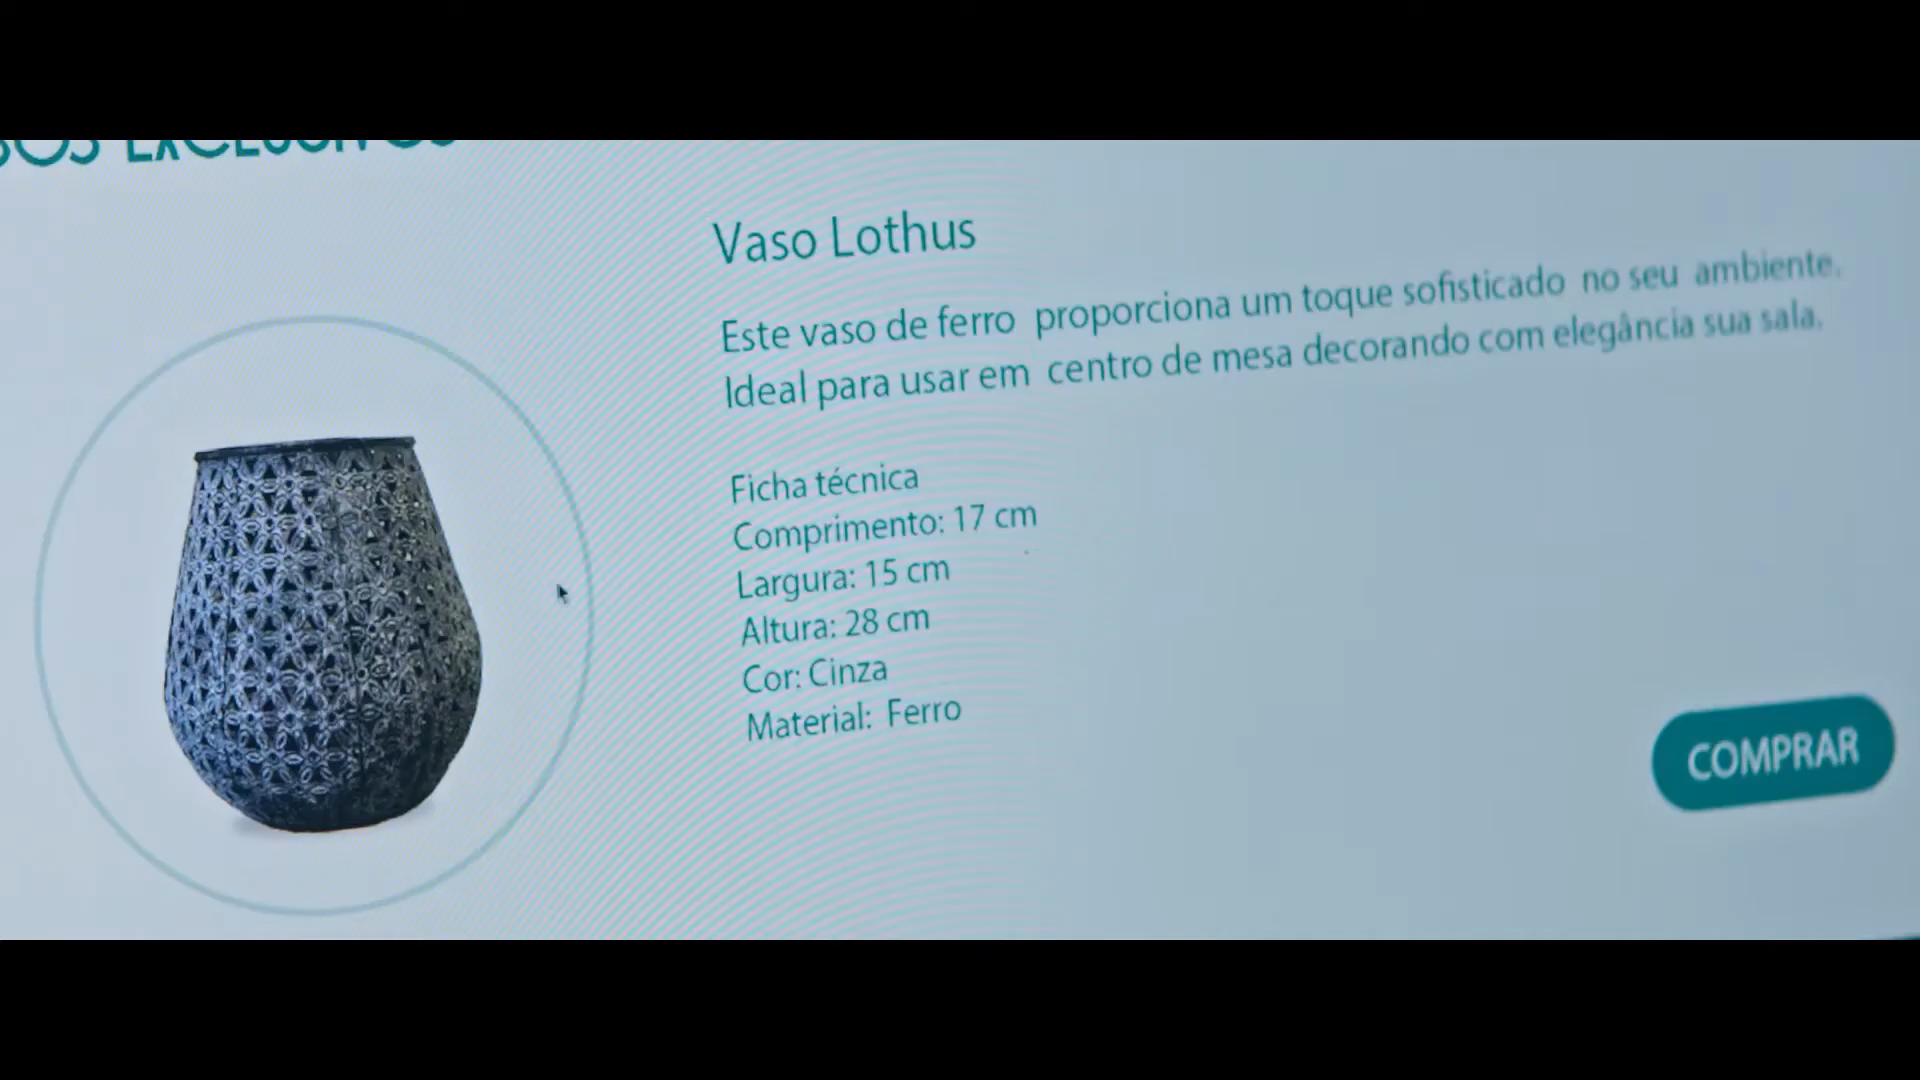 EXCLUSIVOS
Vaso Lothus
Este vaso de ferro proporciona um toque sofisticado no seu ambiente.
Ideal para usar em centro de mesa decorando com elegância sua sala.
Ficha técnica
Comprimento: 17 cm
Largura: 15 cm
Altura: 28 cm
Cor: Cinza
Material: Ferro
COMPRAR